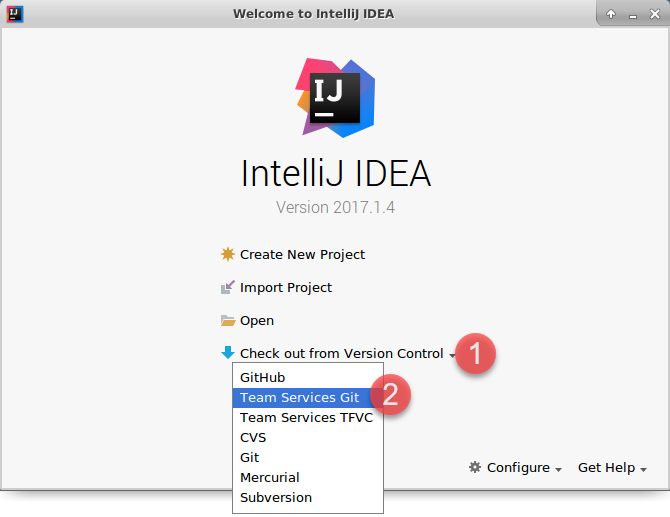 Welcome to IntelliJ IDEA
IJ
IntelliJ IDEA
Version 2017.1.4
Create New Project
Import Project
Open
Check out from Version Control 1
GitHub
Team Services Git 2
Team Services TFVC
CVS
Git
Mercurial
Subversion
Configure Get Help